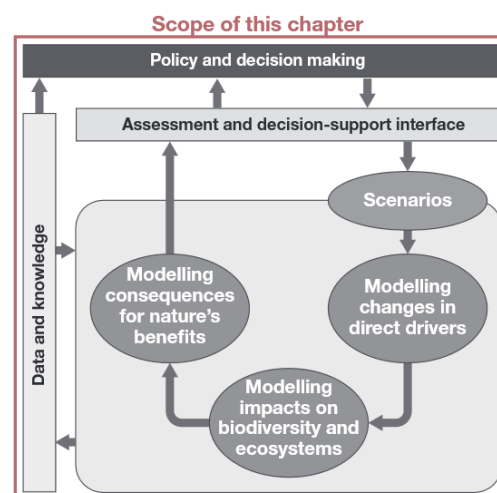 Scope of this chapter
Policy and decision making
Assessment and decision-support interface
Scenarios
Data and knowledge
Modelling
consequences
for nature's
benefits
Modelling
changes in
direct drivers
Modelling
impacts on
biodiversity and
ecosystems